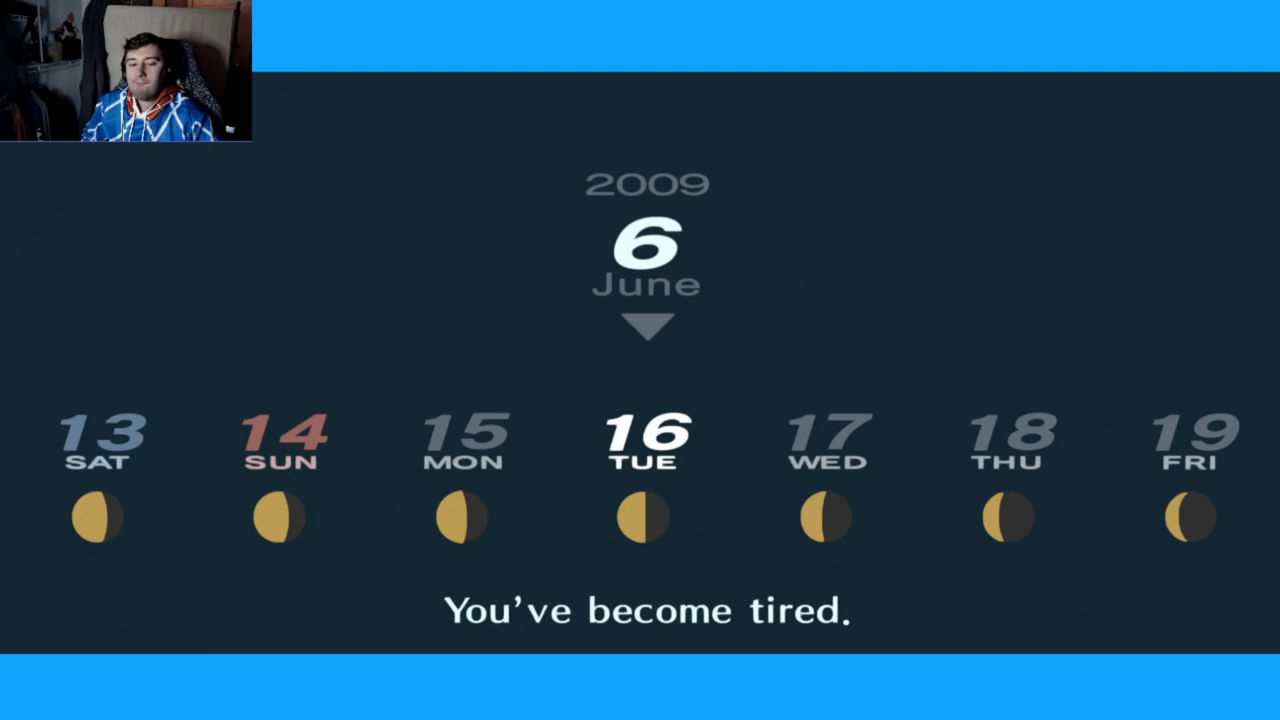 2009
6
June
13 14 15 16 17 18 19
SAT SUN MON TUE WED THU FRI
You've become tired.